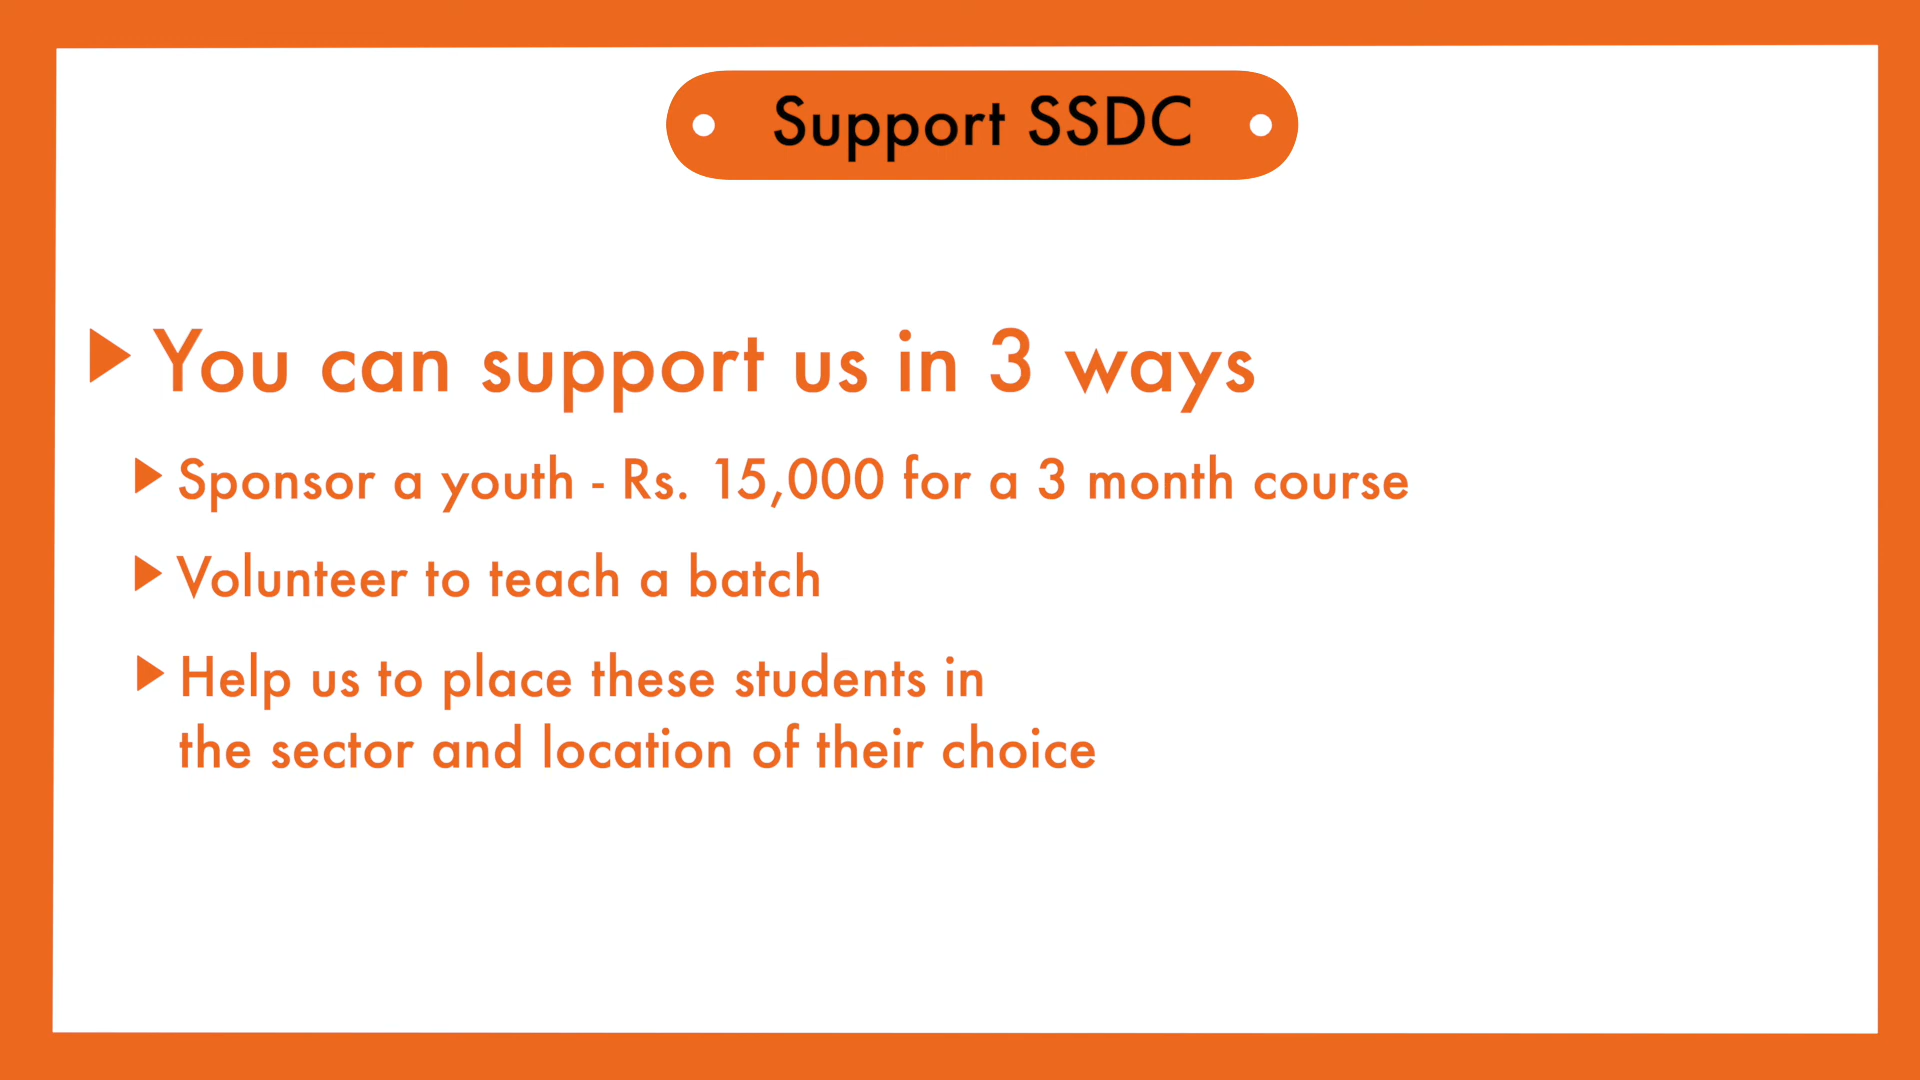 Support SSDC
You can support us in 3 ways
Sponsor a youth - Rs. 15,000 for a 3 month course
Volunteer to teach a batch
Help us to place these students in
the sector and location of their choice